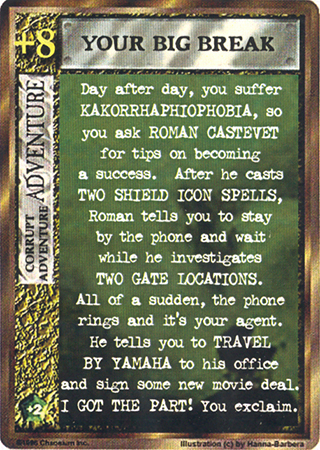 +8
YOUR BIG BREAK
CORRUPT
ADVENTURE
ADVENTURE
Day after day, you suffer
KAKORRHAPHIOPHOBIA, so
you ask ROMAN CASTEVET
for tips on becoming
a success. After he casts
TWO SHIELD ICON SPELLS,
Roman tells you to stay
by the phone and wait
while he investigates
TWO GATE LOCATIONS.
All of a sudden, the phone
rings and it's your agent.
He tells you to TRAVEL
BY YAMAHA to his office
and sign some new movie deal.
I GOT THE PART! You exclaim.
+2
©1996 Chaosium Inc.
Illustration (c) by Hanna-Barbera